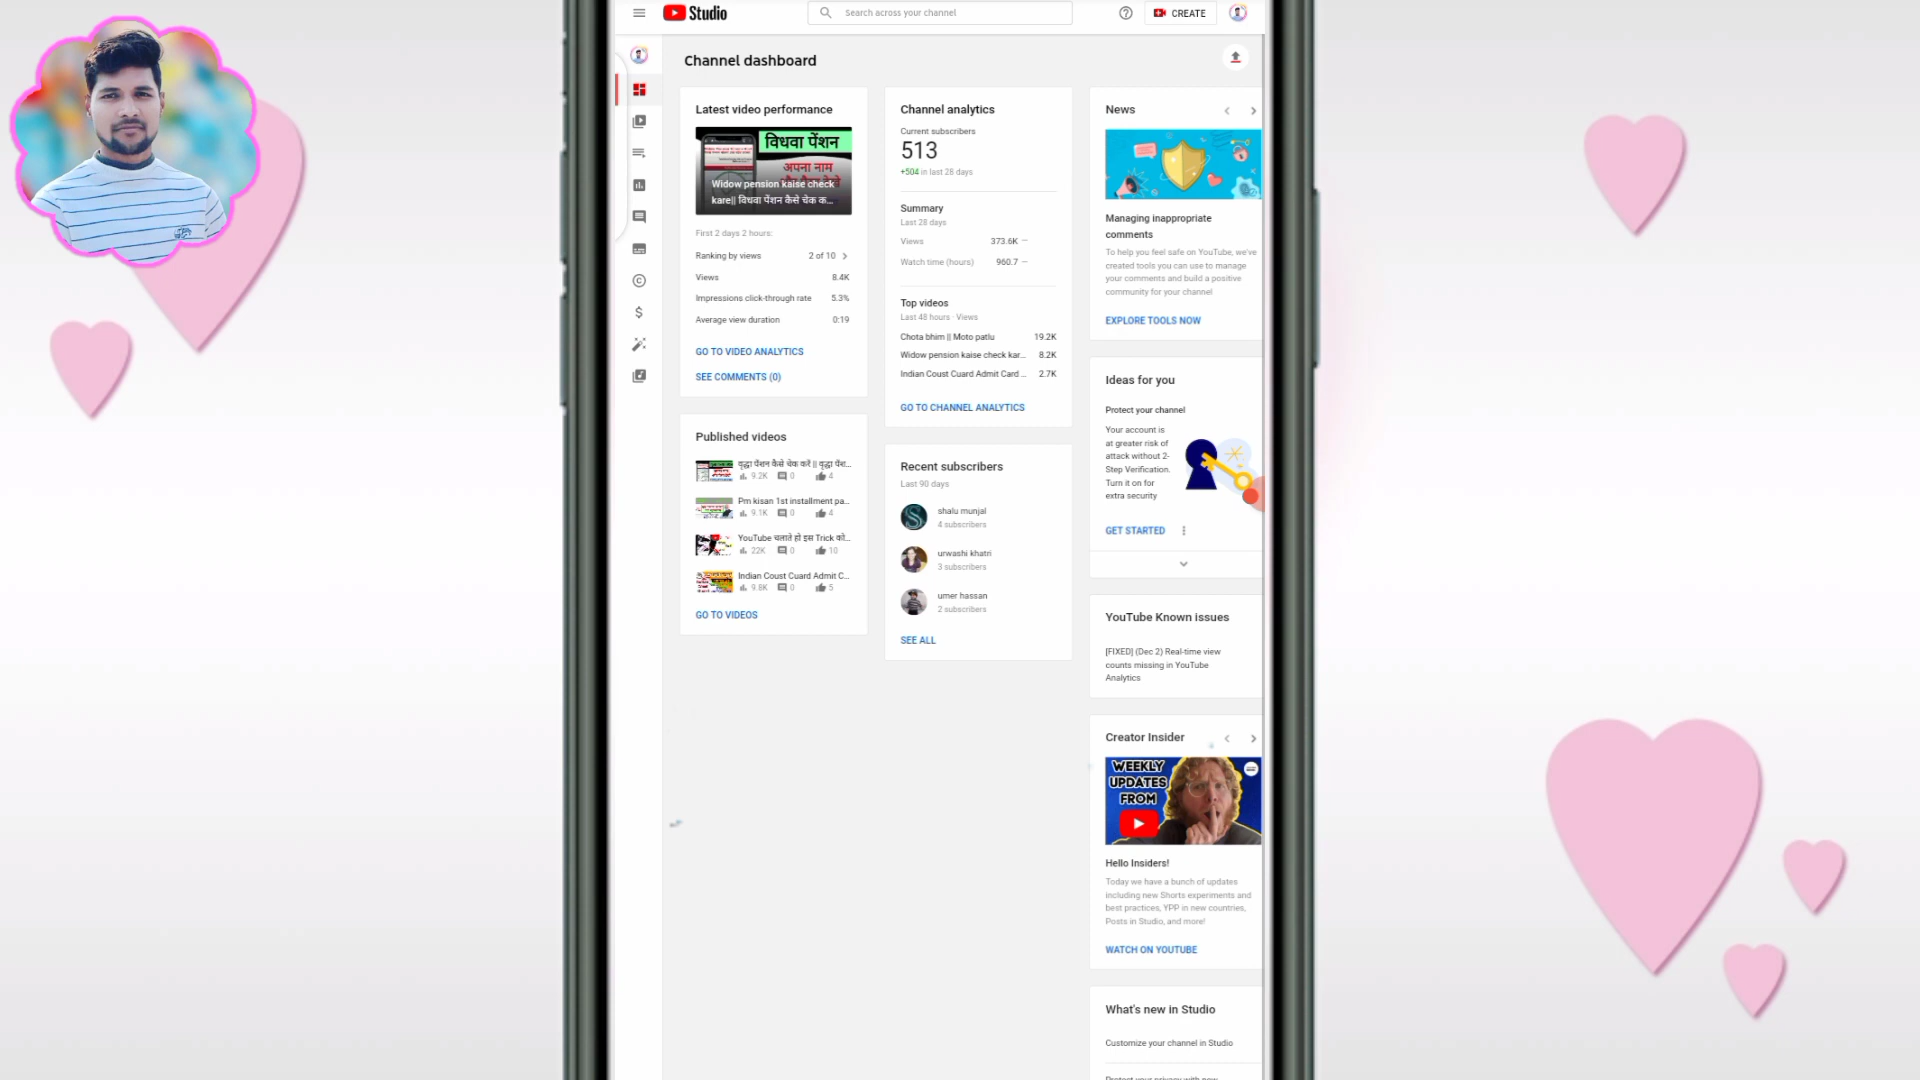 Studio
Search across your channel
CREATE
Channel dashboard
Latest video performance
विधवा पेंशन
अपना नाम
Widow pension kaise check
kare|| विधवा पेंशन कैसे चेक क...
First 2 days 2 hours:
Ranking by views 2 of 10
Views 8.4K
Impressions click-through rate 5.3%
Average view duration 0:19
GO TO VIDEO ANALYTICS
SEE COMMENTS (0)
Published videos
वृद्धा पेंशन कैसे चेक करें || वृद्धा पेंश...
9.2K 0 4
Pm kisan 1st installment pa...
9.1K 0 4
YouTube चलाते हो इस Trick को...
22K 0 10
Indian Coust Cuard Admit C...
9.8K 0 5
GO TO VIDEOS
Channel analytics
Current subscribers
513
+504 in last 28 days
Summary
Last 28 days
Views 373.6K —
Watch time (hours) 960.7 —
Top videos
Last 48 hours · Views
Chota bhim || Moto patlu 19.2K
Widow pension kaise check kar... 8.2K
Indian Coust Cuard Admit Card ... 2.7K
GO TO CHANNEL ANALYTICS
Recent subscribers
Last 90 days
shalu munjal
4 subscribers
urwashi khatri
3 subscribers
umer hassan
2 subscribers
SEE ALL
News
Managing inappropriate
comments
To help you feel safe on YouTube, we've
created tools you can use to manage
your comments and build a positive
community for your channel
EXPLORE TOOLS NOW
Ideas for you
Protect your channel
Your account is
at greater risk of
attack without 2-
Step Verification.
Turn it on for
extra security
GET STARTED
YouTube Known issues
[FIXED] (Dec 2) Real-time view
counts missing in YouTube
Analytics
Creator Insider
WEEKLY
UPDATES
FROM
Hello Insiders!
Today we have a bunch of updates
including new Shorts experiments and
best practices, YPP in new countries,
Posts in Studio, and more!
WATCH ON YOUTUBE
What's new in Studio
Customize your channel in Studio